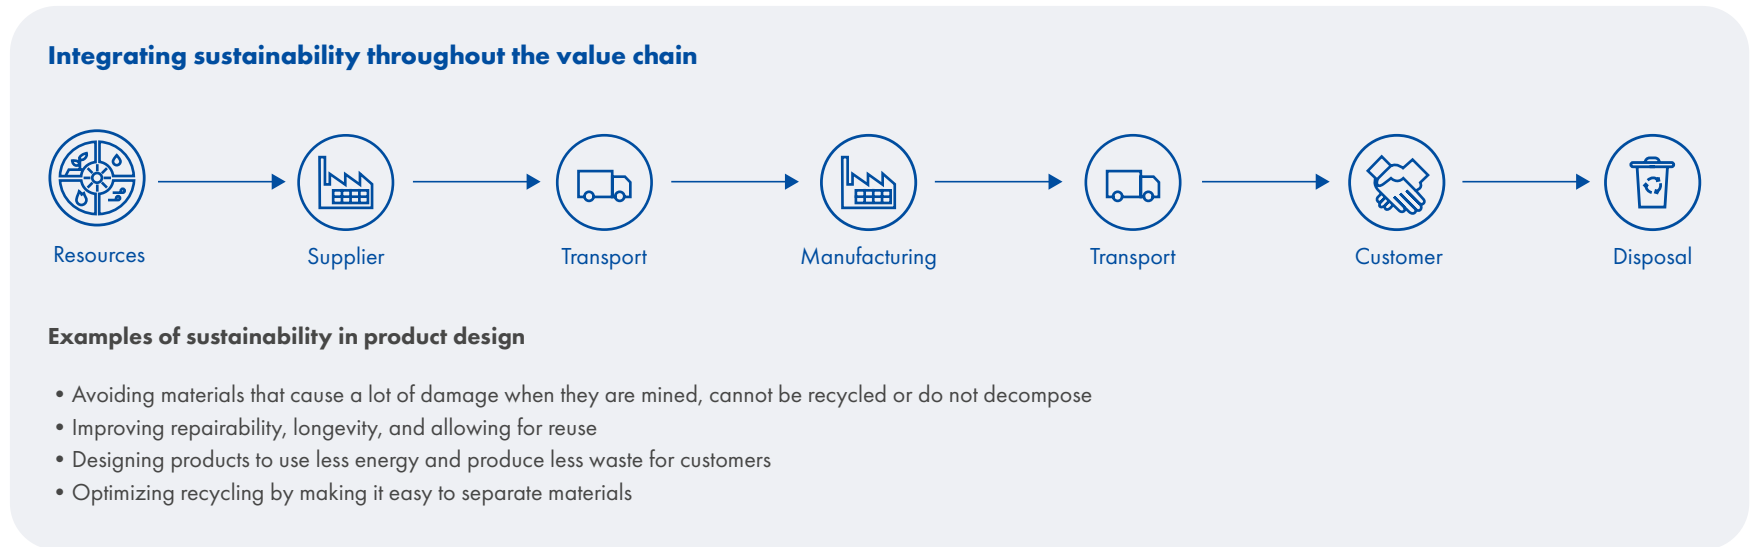 Integrating sustainability throughout the value chain
Resources
Supplier
Transport
Manufacturing
Transport
Customer
Disposal
Examples of sustainability in product design
• Avoiding materials that cause a lot of damage when they are mined, cannot be recycled or do not decompose
• Improving repairability, longevity, and allowing for reuse
• Designing products to use less energy and produce less waste for customers
• Optimizing recycling by making it easy to separate materials